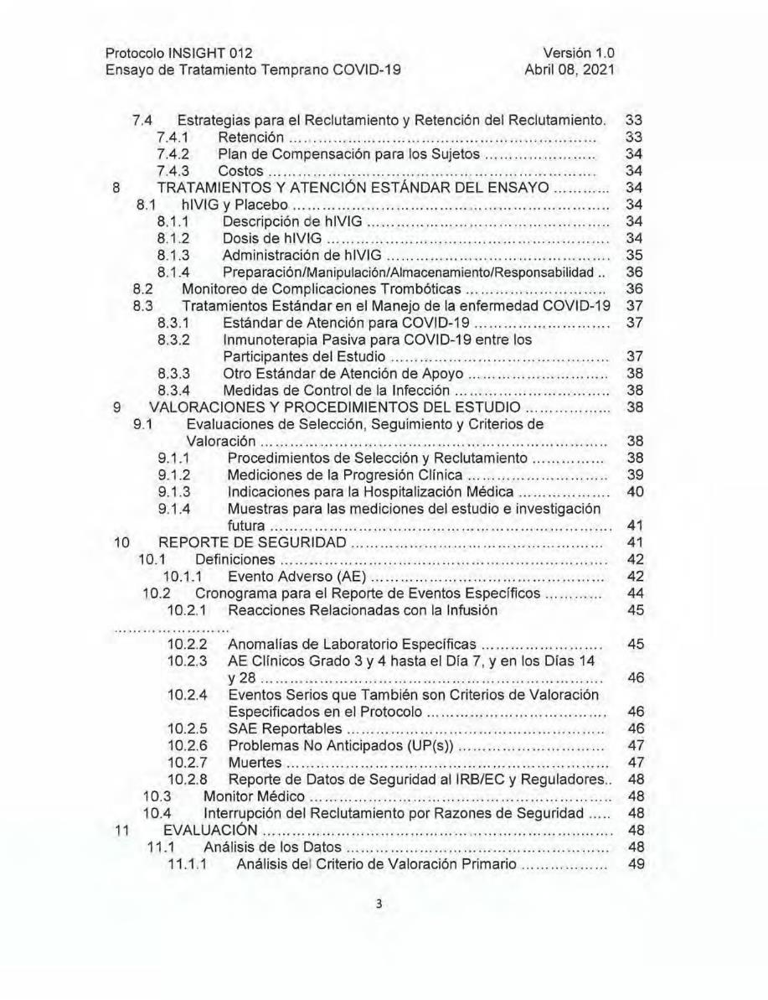 Protocolo INSIGHT 012 Versión 1.0
Ensayo de Tratamiento Temprano COVID-19 Abril 08, 2021
7.4 Estrategias para el Reclutamiento y Retención del Reclutamiento. 33
7.4.1 Retención ................................................................ 33
7.4.2 Plan de Compensación para los Sujetos ....................... 34
7.4.3 Costos .................................................................... 34
8 TRATAMIENTOS Y ATENCIÓN ESTÁNDAR DEL ENSAYO ............ 34
8.1 hIVIG y Placebo .................................................................. 34
8.1.1 Descripción de hIVIG .................................................. 34
8.1.2 Dosis de hIVIG .......................................................... 34
8.1.3 Administración de hIVIG .............................................. 35
8.1.4 Preparación/Manipulación/Almacenamiento/Responsabilidad .. 36
8.2 Monitoreo de Complicaciones Trombóticas ............................. 36
8.3 Tratamientos Estándar en el Manejo de la enfermedad COVID-19 37
8.3.1 Estándar de Atención para COVID-19 ............................ 37
8.3.2 Inmunoterapia Pasiva para COVID-19 entre los
Participantes del Estudio ............................................. 37
8.3.3 Otro Estándar de Atención de Apoyo ............................. 38
8.3.4 Medidas de Control de la Infección ................................ 38
9 VALORACIONES Y PROCEDIMIENTOS DEL ESTUDIO .................. 38
9.1 Evaluaciones de Selección, Seguimiento y Criterios de
Valoración ........................................................................ 38
9.1.1 Procedimientos de Selección y Reclutamiento ............... 38
9.1.2 Mediciones de la Progresión Clínica ............................. 39
9.1.3 Indicaciones para la Hospitalización Médica ................... 40
9.1.4 Muestras para las mediciones del estudio e investigación
futura ....................................................................... 41
10 REPORTE DE SEGURIDAD .................................................... 41
10.1 Definiciones .................................................................... 42
10.1.1 Evento Adverso (AE) ................................................ 42
10.2 Cronograma para el Reporte de Eventos Específicos ............ 44
10.2.1 Reacciones Relacionadas con la Infusión 45
........................
10.2.2 Anomalías de Laboratorio Específicas ......................... 45
10.2.3 AE Clínicos Grado 3 y 4 hasta el Día 7, y en los Días 14
y 28 ....................................................................... 46
10.2.4 Eventos Serios que También son Criterios de Valoración
Especificados en el Protocolo ..................................... 46
10.2.5 SAE Reportables ..................................................... 46
10.2.6 Problemas No Anticipados (UP(s)) .............................. 47
10.2.7 Muertes ................................................................... 47
10.2.8 Reporte de Datos de Seguridad al IRB/EC y Reguladores.. 48
10.3 Monitor Médico ............................................................... 48
10.4 Interrupción del Reclutamiento por Razones de Seguridad ..... 48
11 EVALUACIÓN ......................................................................... 48
11.1 Análisis de los Datos ...................................................... 48
11.1.1 Análisis del Criterio de Valoración Primario .................. 49
3